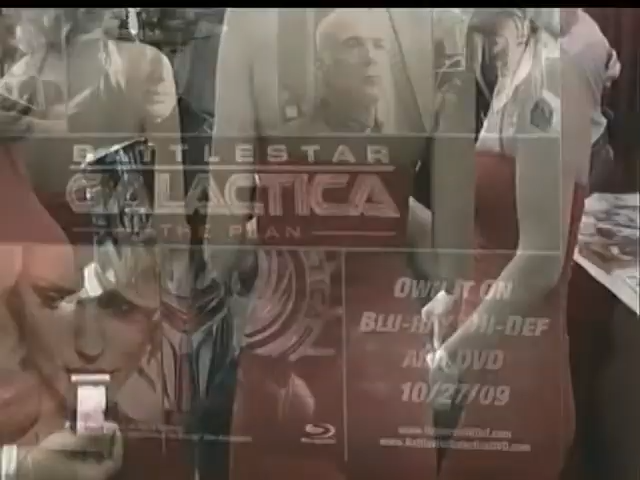 BATTLESTAR
GALACTICA
THE PLAN
OWN IT ON
BLU-RAY HI-DEF
AND DVD
10/27/09